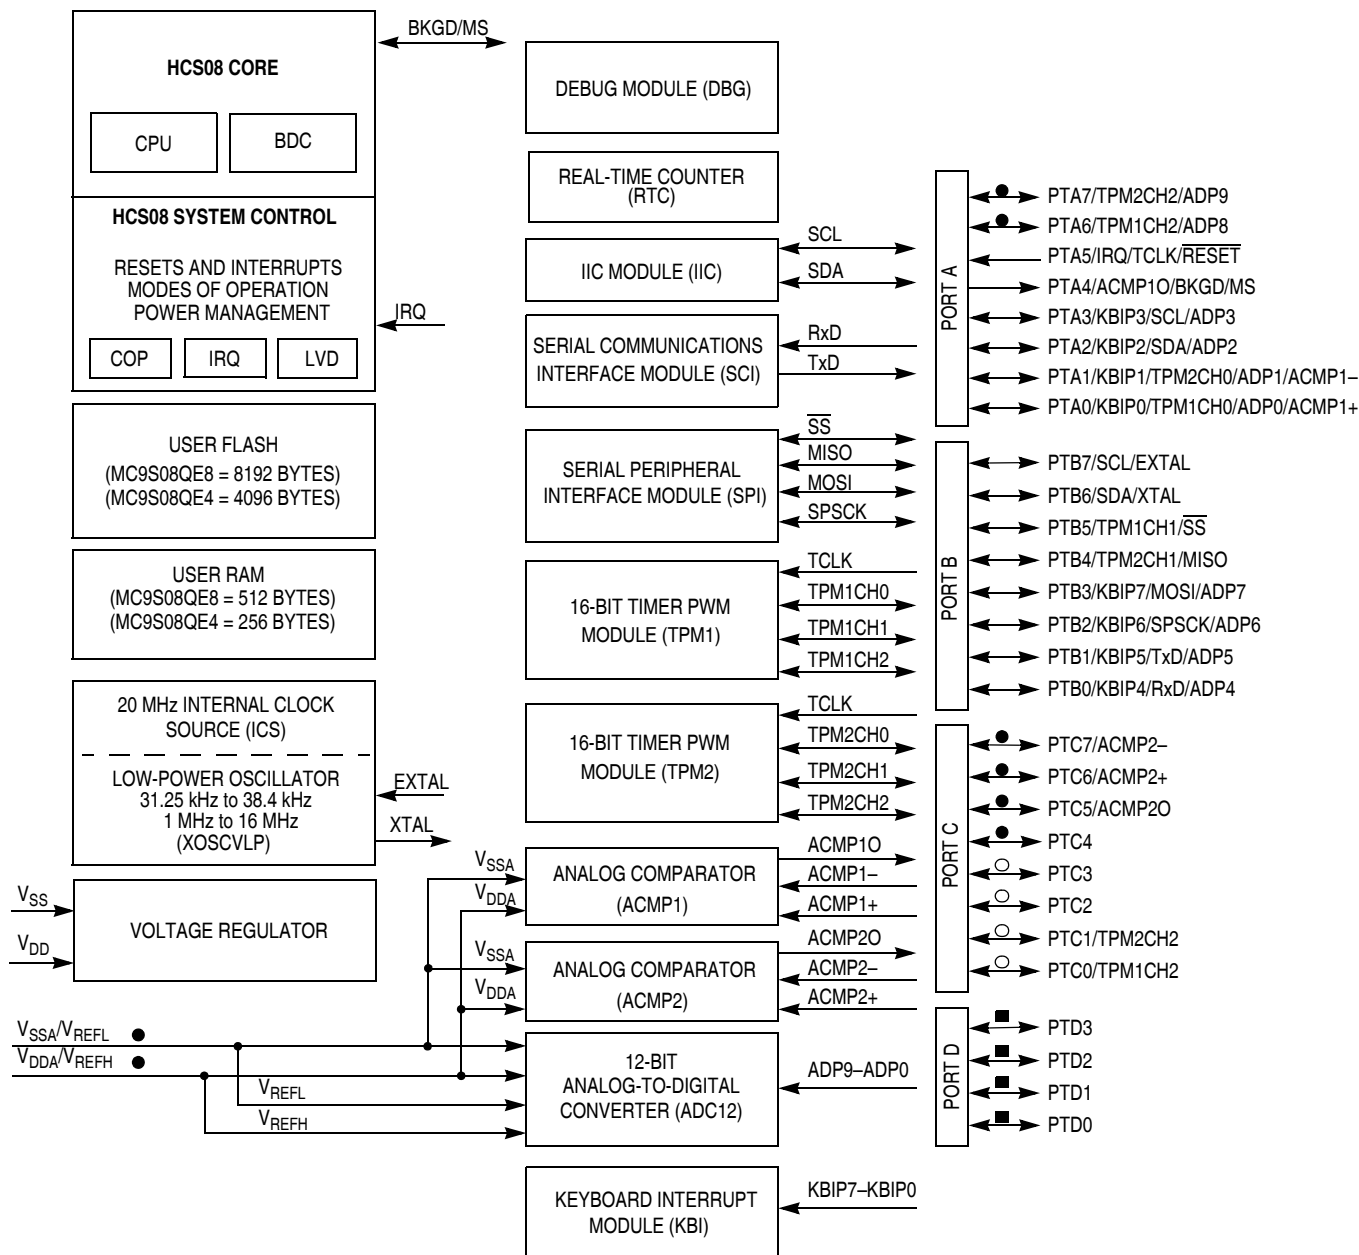 HCS08 CORE
CPU
BDC
BKGD/MS
HCS08 SYSTEM CONTROL
RESETS AND INTERRUPTS
MODES OF OPERATION
POWER MANAGEMENT
COP
IRQ
LVD
IRQ
USER FLASH
(MC9S08QE8 = 8192 BYTES)
(MC9S08QE4 = 4096 BYTES)
USER RAM
(MC9S08QE8 = 512 BYTES)
(MC9S08QE4 = 256 BYTES)
20 MHz INTERNAL CLOCK
SOURCE (ICS)
LOW-POWER OSCILLATOR
31.25 kHz to 38.4 kHz
1 MHz to 16 MHz
(XOSCVLP)
EXTAL
XTAL
VSS
VDD
VOLTAGE REGULATOR
VSSA/VREFL
VDDA/VREFH
VREFL
VREFH
VSSA
VDDA
VSSA
VDDA
DEBUG MODULE (DBG)
REAL-TIME COUNTER
(RTC)
IIC MODULE (IIC)
SCL
SDA
SERIAL COMMUNICATIONS
INTERFACE MODULE (SCI)
RxD
TxD
SERIAL PERIPHERAL
INTERFACE MODULE (SPI)
SS
MISO
MOSI
SPSCK
16-BIT TIMER PWM
MODULE (TPM1)
TCLK
TPM1CH0
TPM1CH1
TPM1CH2
16-BIT TIMER PWM
MODULE (TPM2)
TCLK
TPM2CH0
TPM2CH1
TPM2CH2
ANALOG COMPARATOR
(ACMP1)
ACMP1O
ACMP1–
ACMP1+
ANALOG COMPARATOR
(ACMP2)
ACMP2O
ACMP2–
ACMP2+
12-BIT
ANALOG-TO-DIGITAL
CONVERTER (ADC12)
ADP9–ADP0
KEYBOARD INTERRUPT
MODULE (KBI)
KBIP7–KBIP0
PORT A
PTA7/TPM2CH2/ADP9
PTA6/TPM1CH2/ADP8
PTA5/IRQ/TCLK/RESET
PTA4/ACMP1O/BKGD/MS
PTA3/KBIP3/SCL/ADP3
PTA2/KBIP2/SDA/ADP2
PTA1/KBIP1/TPM2CH0/ADP1/ACMP1–
PTA0/KBIP0/TPM1CH0/ADP0/ACMP1+
PORT B
PTB7/SCL/EXTAL
PTB6/SDA/XTAL
PTB5/TPM1CH1/SS
PTB4/TPM2CH1/MISO
PTB3/KBIP7/MOSI/ADP7
PTB2/KBIP6/SPSCK/ADP6
PTB1/KBIP5/TxD/ADP5
PTB0/KBIP4/RxD/ADP4
PORT C
PTC7/ACMP2–
PTC6/ACMP2+
PTC5/ACMP2O
PTC4
PTC3
PTC2
PTC1/TPM2CH2
PTC0/TPM1CH2
PORT D
PTD3
PTD2
PTD1
PTD0